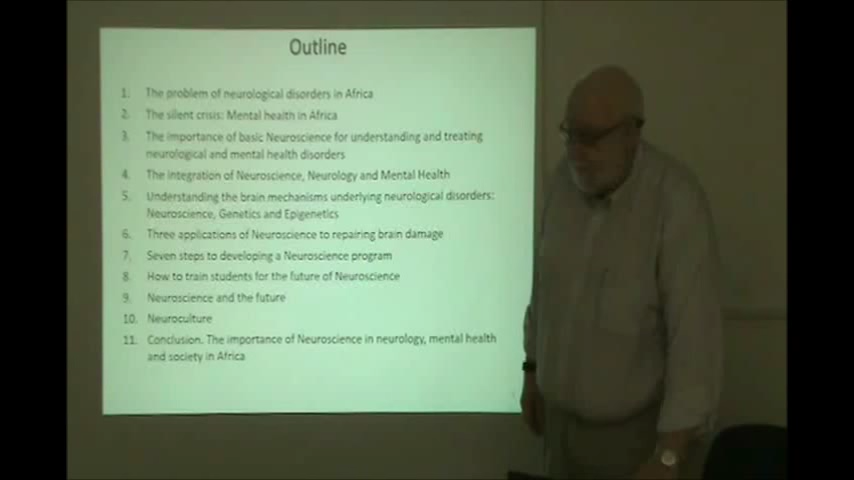 Outline
1. The problem of neurological disorders in Africa
2. The silent crisis: Mental health in Africa
3. The importance of basic Neuroscience for understanding and treating
neurological and mental health disorders
4. The integration of Neuroscience, Neurology and Mental Health
5. Understanding the brain mechanisms underlying neurological disorders:
Neuroscience, Genetics and Epigenetics
6. Three applications of Neuroscience to repairing brain damage
7. Seven steps to developing a Neuroscience program
8. How to train students for the future of Neuroscience
9. Neuroscience and the future
10. Neuroculture
11. Conclusion. The importance of Neuroscience in neurology, mental health
and society in Africa